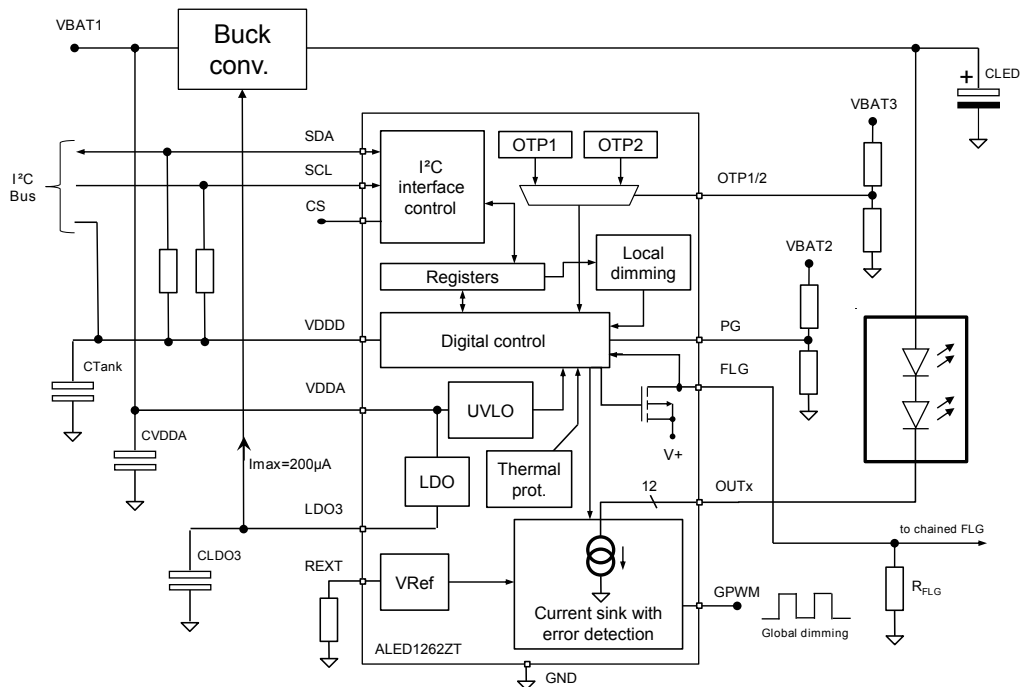 VBAT1
Buck
conv.
+
CLED
VBAT3
SDA
I²C
interface
control
OTP1
OTP2
I²C
Bus
SCL
OTP1/2
CS
VBAT2
Local
dimming
Registers
VDDD
Digital control
PG
CTank
FLG
VDDA
UVLO
CVDDA
V+
Imax=200µA
LDO
Thermal
prot.
12
OUTx
LDO3
to chained FLG
CLDO3
REXT
VRef
GPWM
RFLG
Current sink with
error detection
Global dimming
ALED1262ZT
GND